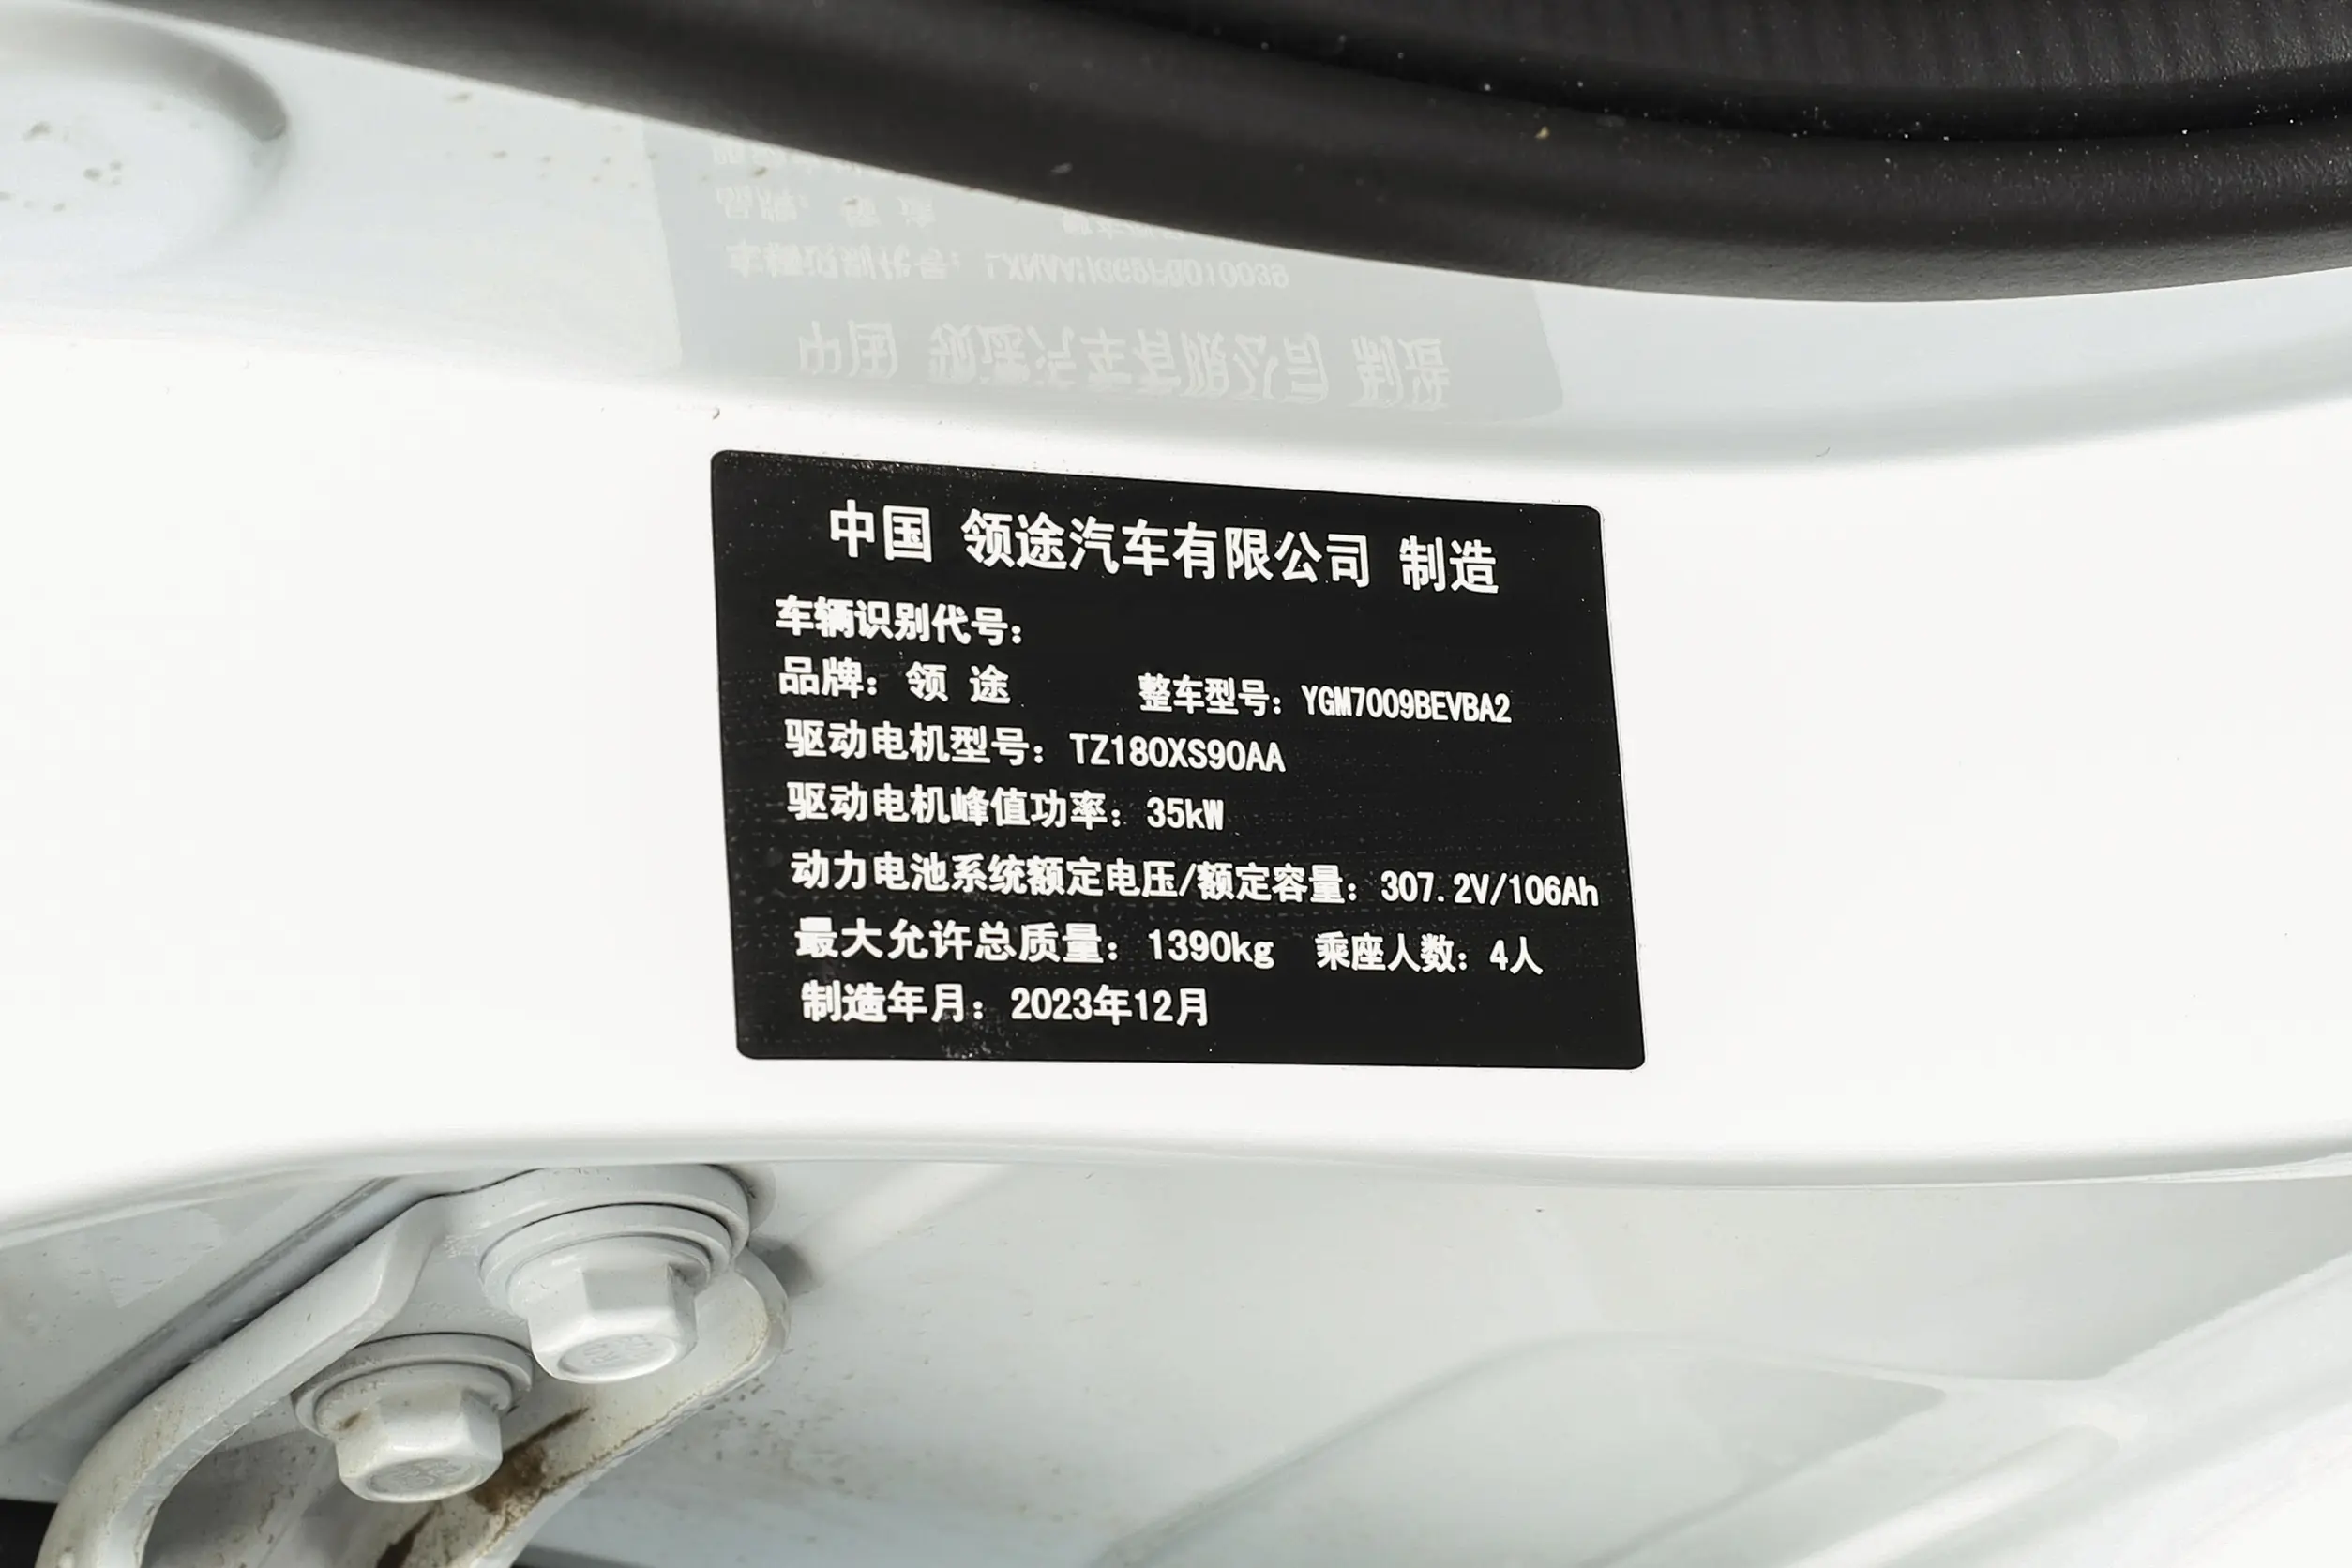 中国 领途汽车有限公司 制造
车辆识别代号:
品牌: 领 途 整车型号: YGM7009BEVBA2
驱动电机型号: TZ180XS90AA
驱动电机峰值功率: 35kW
动力电池系统额定电压/额定容量: 307.2V/106Ah
最大允许总质量: 1390kg 乘座人数: 4人
制造年月: 2023年12月